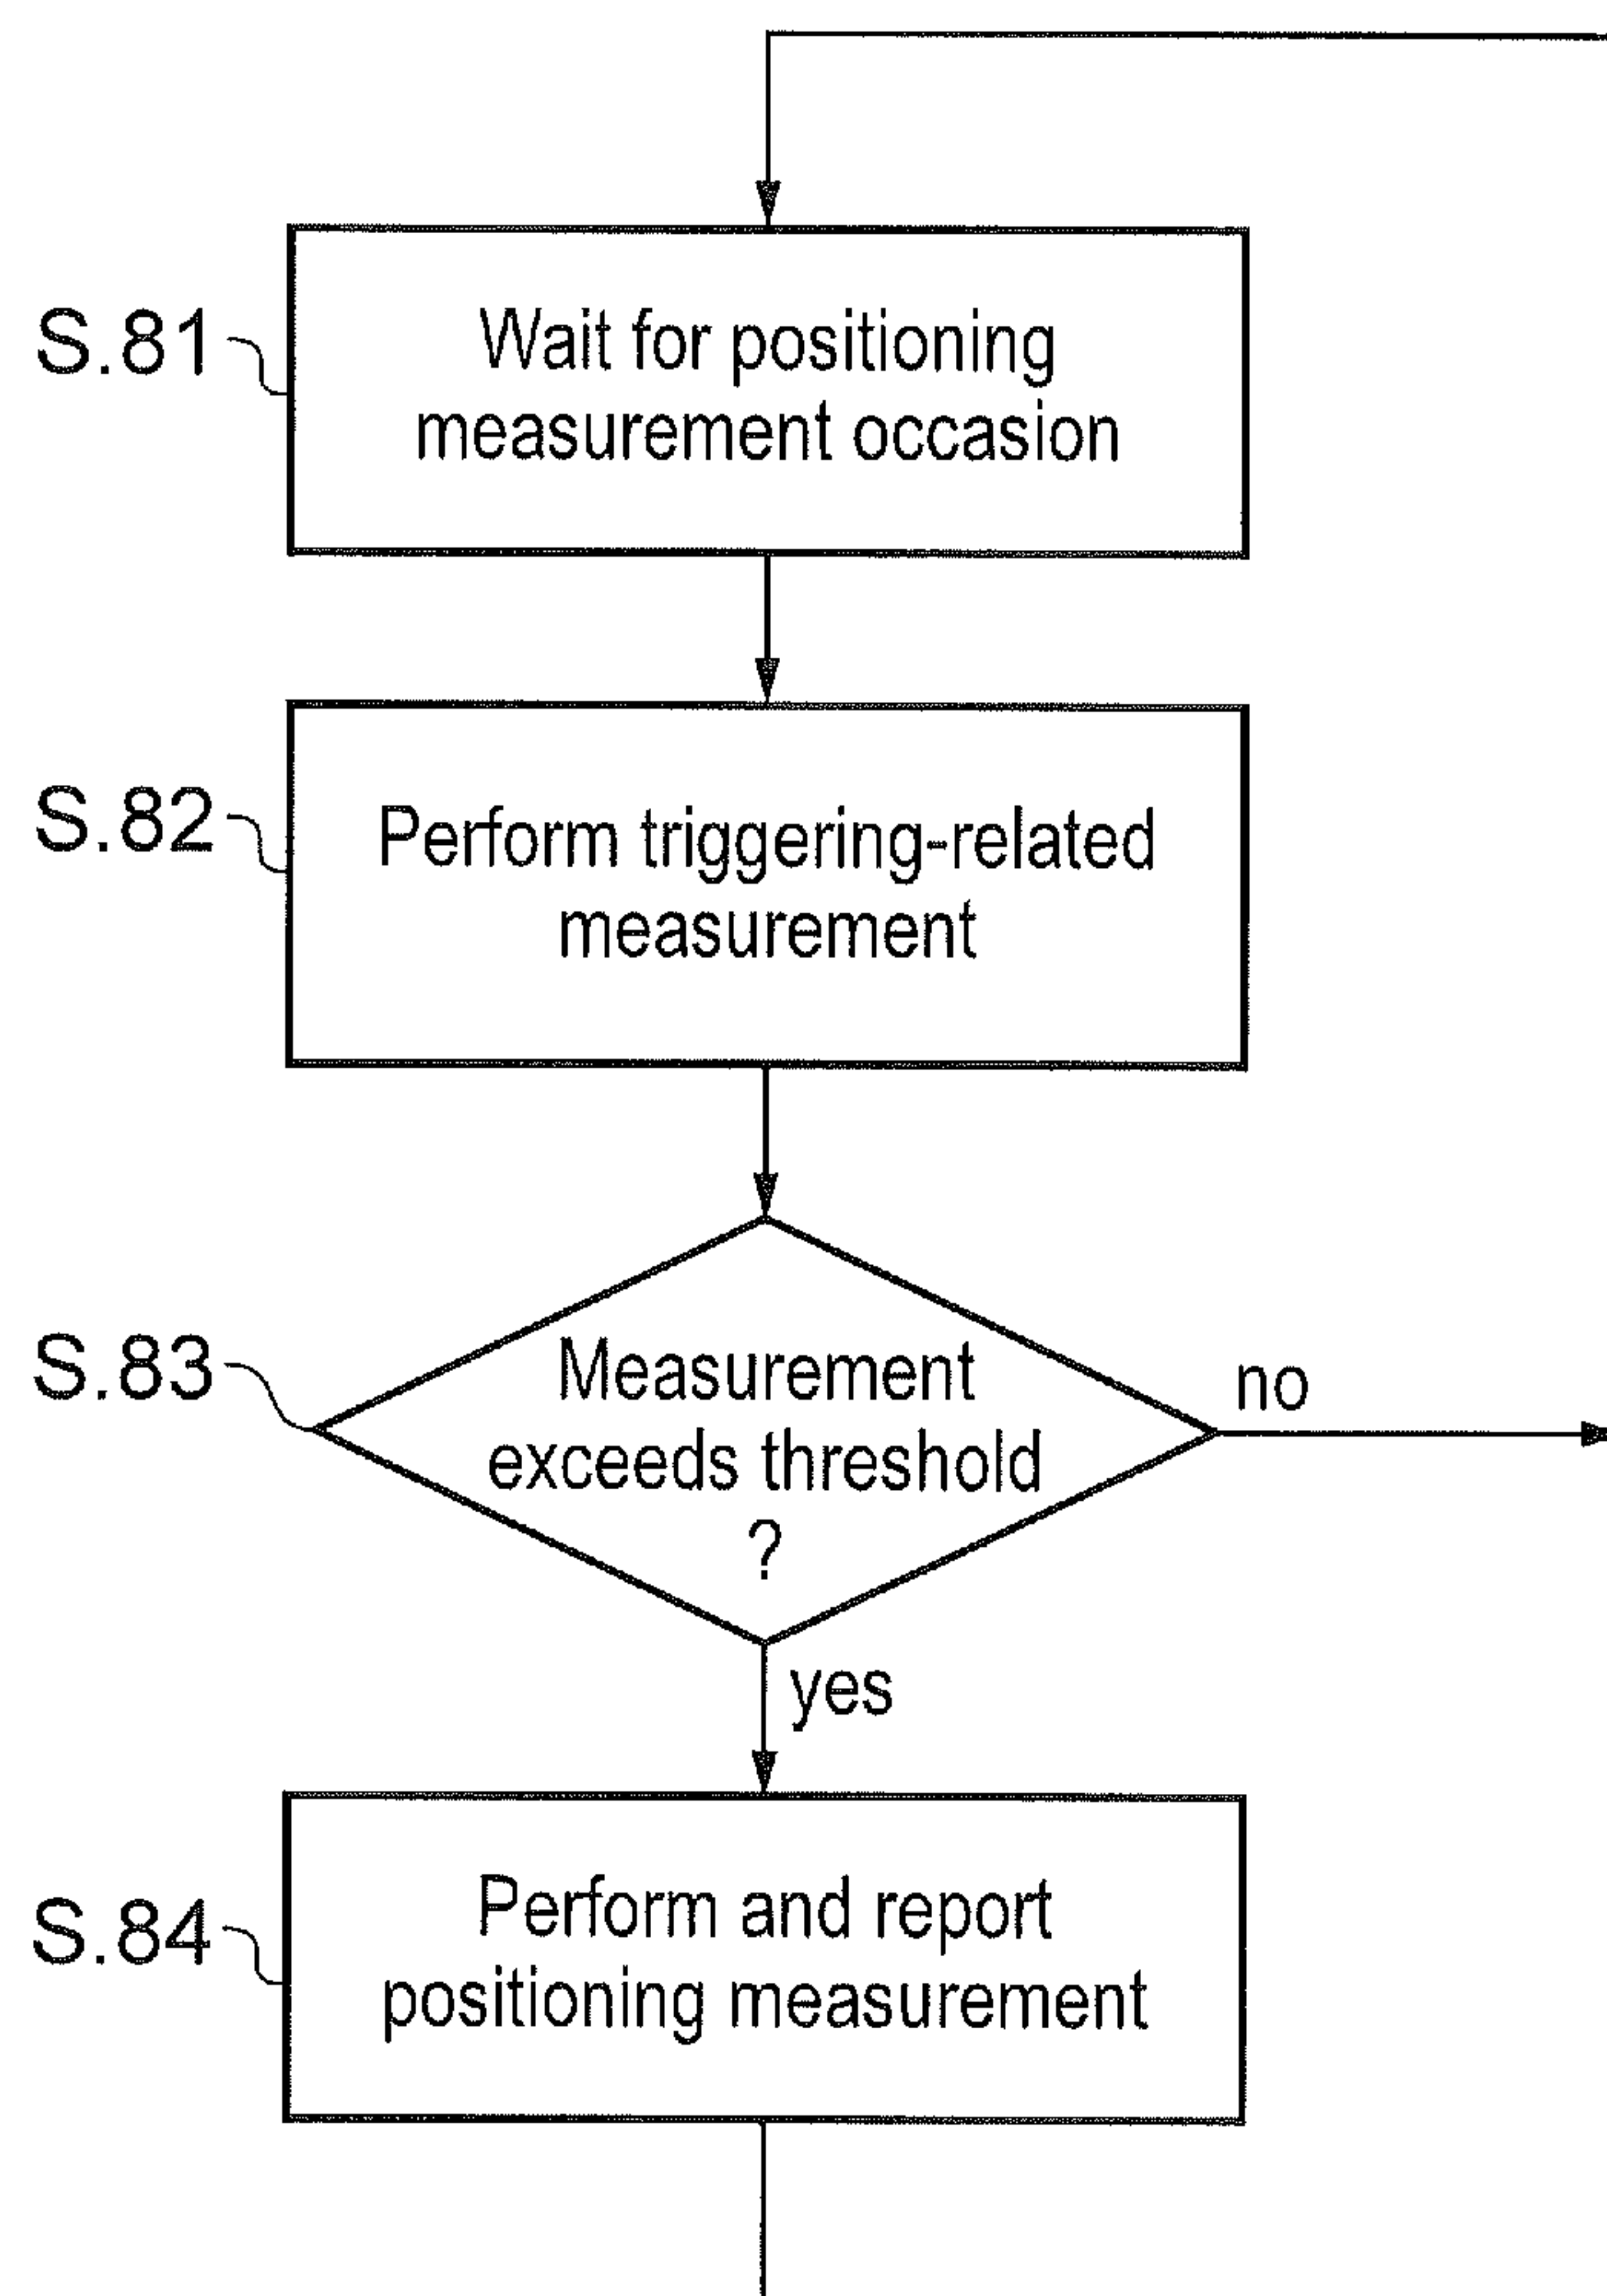 S.81
Wait for positioning
measurement occasion
S.82
Perform triggering-related
measurement
S.83
Measurement
exceeds threshold
?
no
yes
S.84
Perform and report
positioning measurement